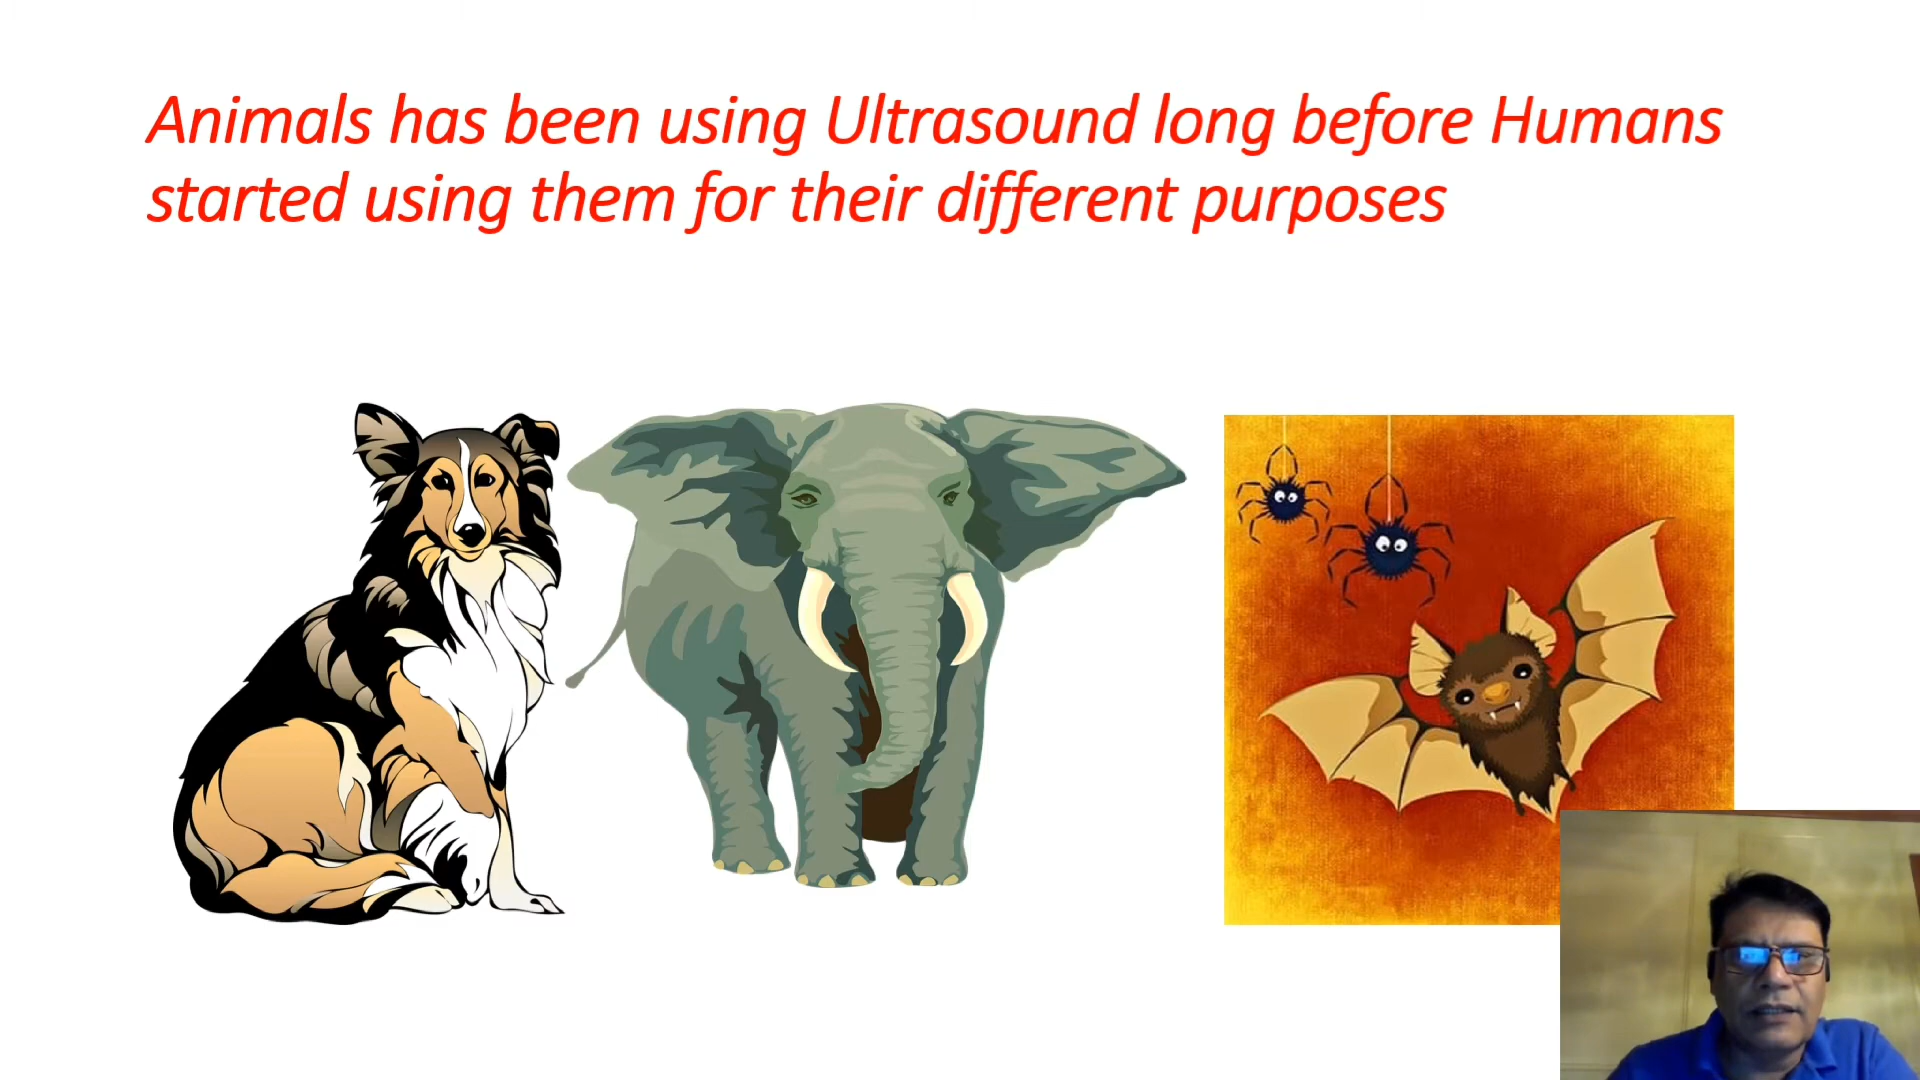 Animals has been using Ultrasound long before Humans
started using them for their different purposes